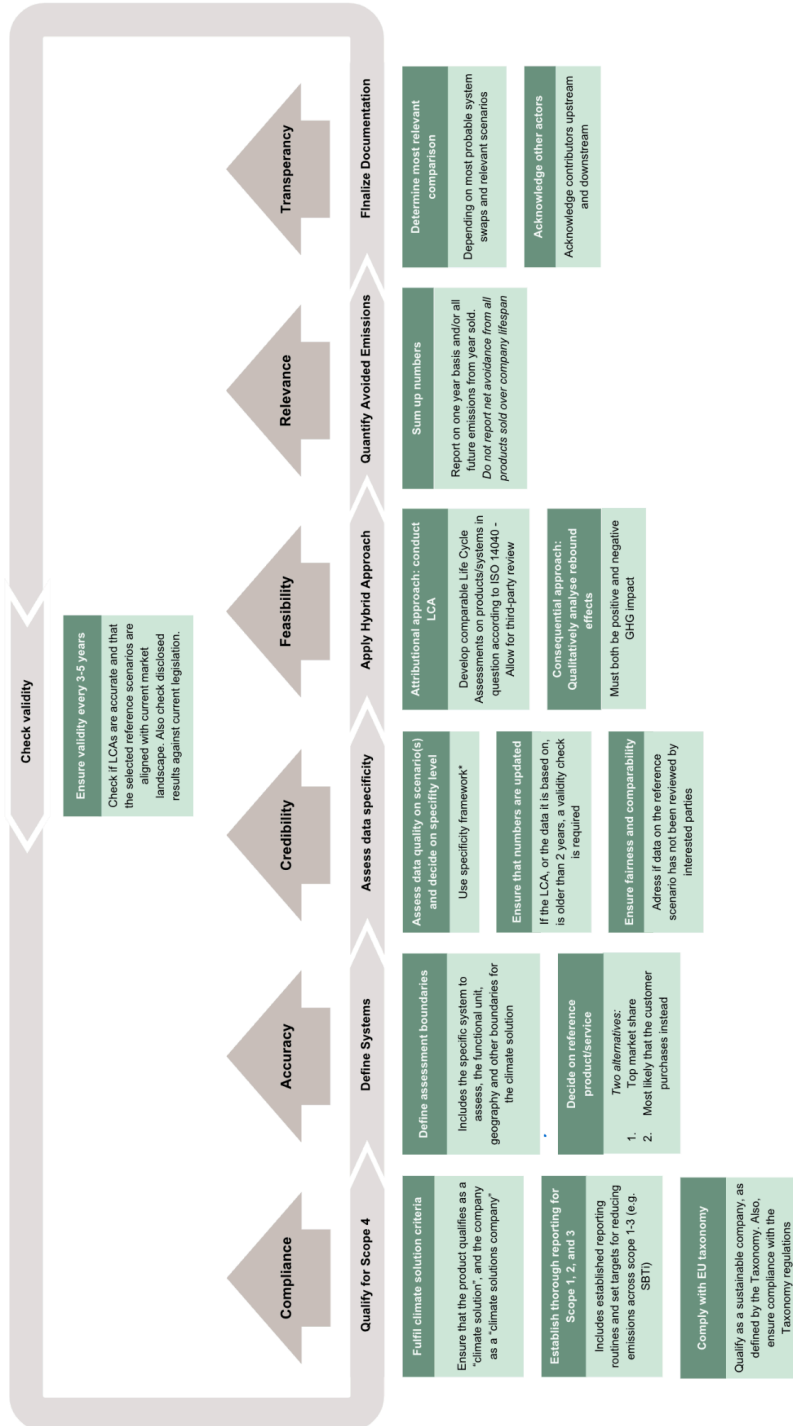 Check validity
Ensure validity every 3-5 years
Check if LCAs are accurate and that
the selected reference scenarios are
aligned with current market
landscape. Also check disclosed
results against current legislation.
Compliance
Accuracy
Credibility
Feasibility
Relevance
Transperancy
Qualify for Scope 4
Define Systems
Assess data specificity
Apply Hybrid Approach
Quantify Avoided Emissions
FInalize Documentation
Fulfil climate solution criteria
Ensure that the product qualifies as a
"climate solution", and the company
as a "climate solutions company"
Establish thorough reporting for
Scope 1, 2, and 3
Includes established reporting
routines and set targets for reducing
emissions across scope 1-3 (e.g.
SBTi)
Comply with EU taxonomy
Qualify as a sustainable company, as
defined by the Taxonomy. Also,
ensure compliance with the
Taxonomy regulations
Define assessment boundaries
Includes the specific system to
assess, the functional unit,
geography and other boundaries for
the climate solution
Decide on reference
product/service
Two alternatives:
1. Top market share
2. Most likely that the customer
purchases instead
Assess data quality on scenario(s)
and decide on specifity level
Use specificity framework*
Ensure that numbers are updated
If the LCA, or the data it is based on,
is older than 2 years, a validity check
is required
Ensure fairness and comparability
Adress if data on the reference
scenario has not been reviewed by
interested parties
Attributional approach: conduct
LCA
Develop comparable Life Cycle
Assessments on products/systems in
question according to ISO 14040 -
Allow for third-party review
Consequential approach:
Qualitatively analyse rebound
effects
Must both be positive and negative
GHG impact
Sum up numbers
Report on one year basis and/or all
future emissions from year sold.
Do not report net avoidance from all
products sold over company lifespan
Determine most relevant
comparison
Depending on most probable system
swaps and relevant scenarios
Acknowledge other actors
Acknowledge contributors upstream
and downstream